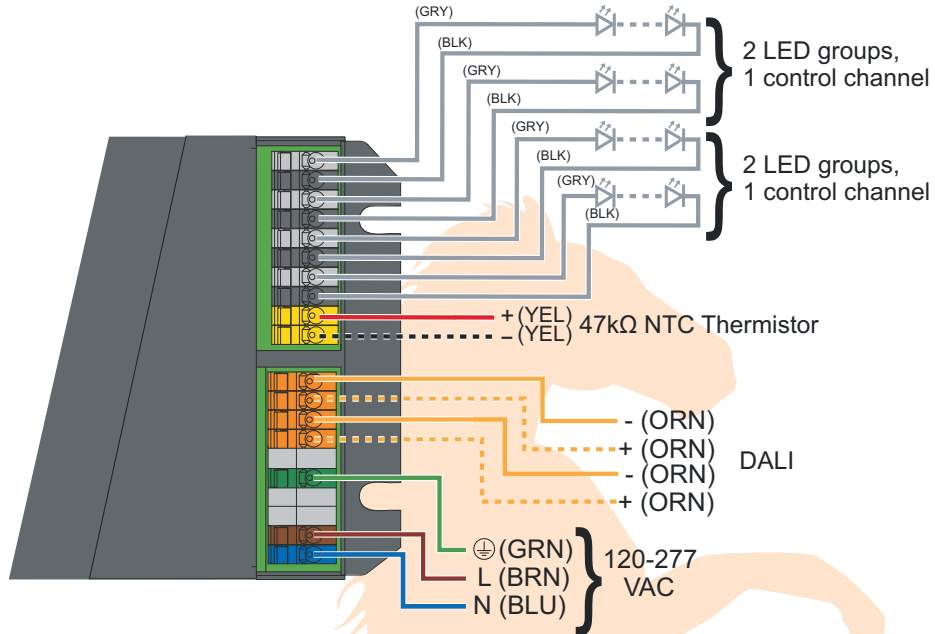 (GRY)
(BLK)
2 LED groups,
1 control channel
(GRY)
(BLK)
(GRY)
(BLK)
2 LED groups,
1 control channel
(GRY)
(BLK)
+ (YEL)
– (YEL)
47kΩ NTC Thermistor
- (ORN)
+ (ORN)
- (ORN)
+ (ORN)
DALI
(GRN)
L (BRN)
N (BLU)
120-277
VAC